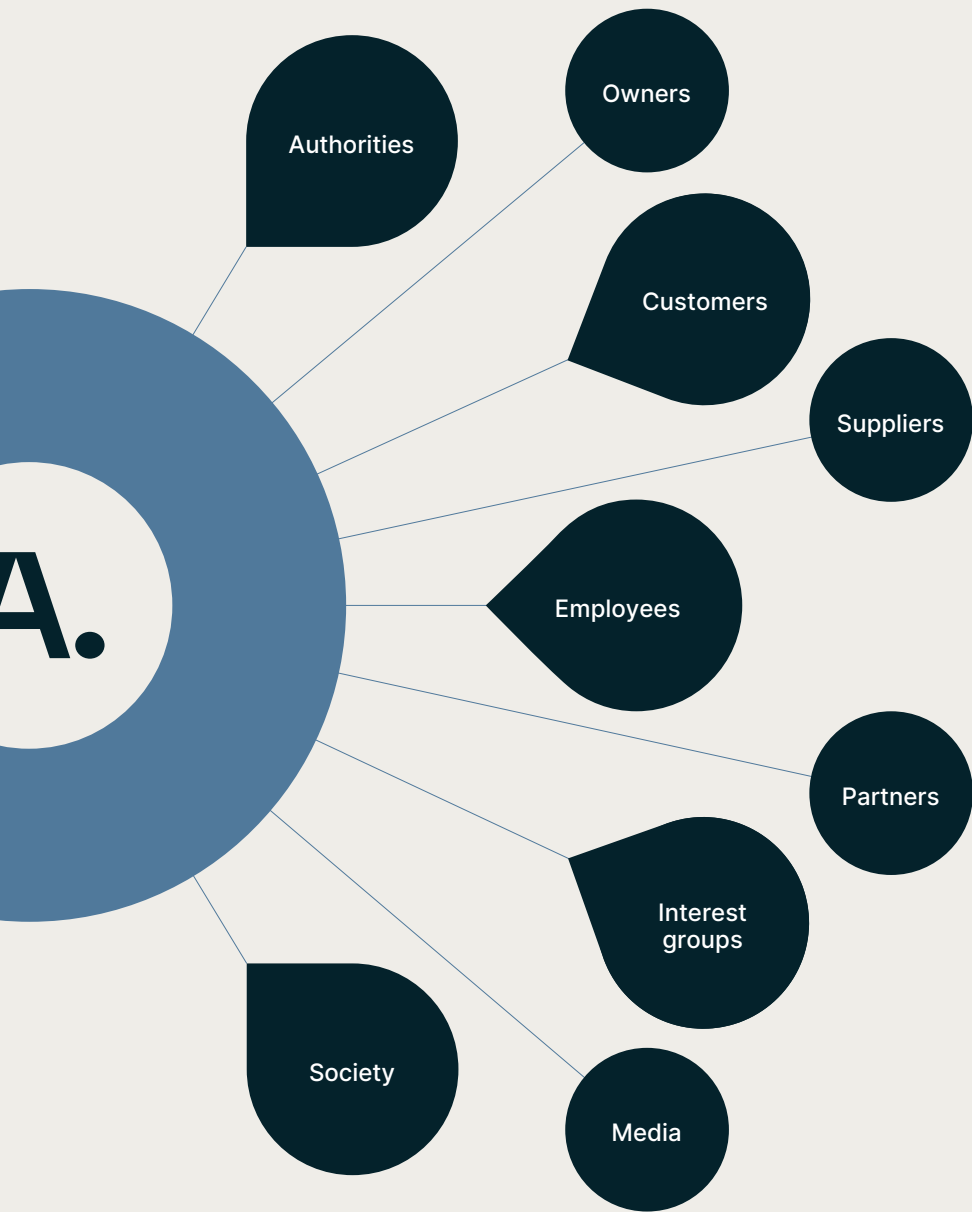 Owners
Authorities
Customers
Suppliers
A.
Employees
Partners
Interest
groups
Society
Media